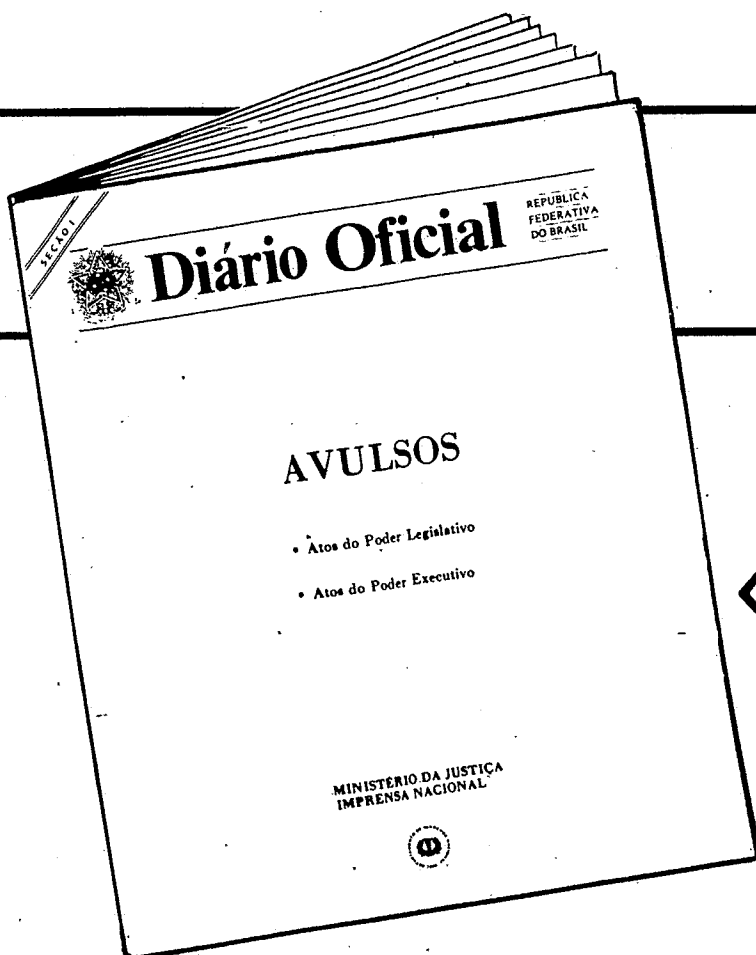 SEÇÃO I
Diário Oficial
REPÚBLICA
FEDERATIVA
DO BRASIL
AVULSOS
• Atos do Poder Legislativo
• Atos do Poder Executivo
MINISTÉRIO DA JUSTIÇA
IMPRENSA NACIONAL